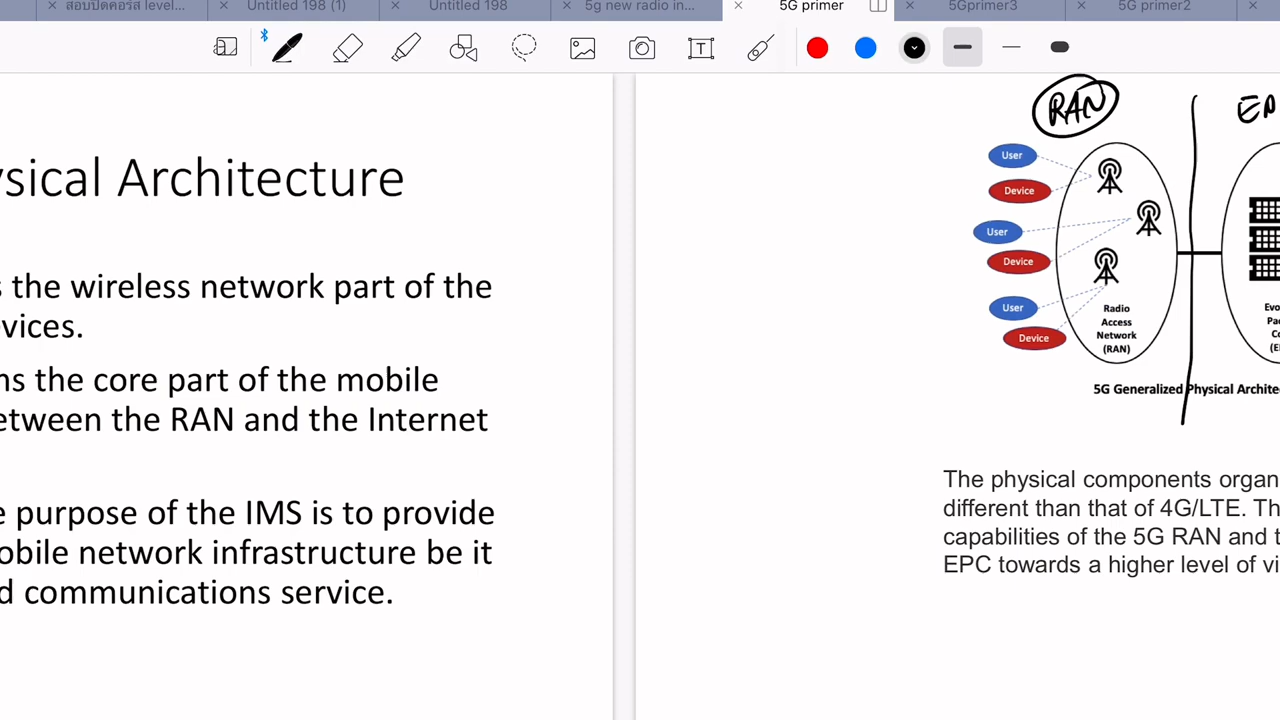 สอบปิดคอร์ส level...
Untitled 198 (1)
Untitled 198
5g new radio in...
5G primer
5Gprimer3
5G primer2
T
ysical Architecture
s the wireless network part of the
vices.
ns the core part of the mobile
etween the RAN and the Internet
e purpose of the IMS is to provide
obile network infrastructure be it
d communications service.
RAN
EP
User
Device
User
Device
User
Device
Radio
Access
Network
(RAN)
Evo
Pa
Co
(E
5G Generalized Physical Archite
The physical components organ
different than that of 4G/LTE. Th
capabilities of the 5G RAN and t
EPC towards a higher level of vi